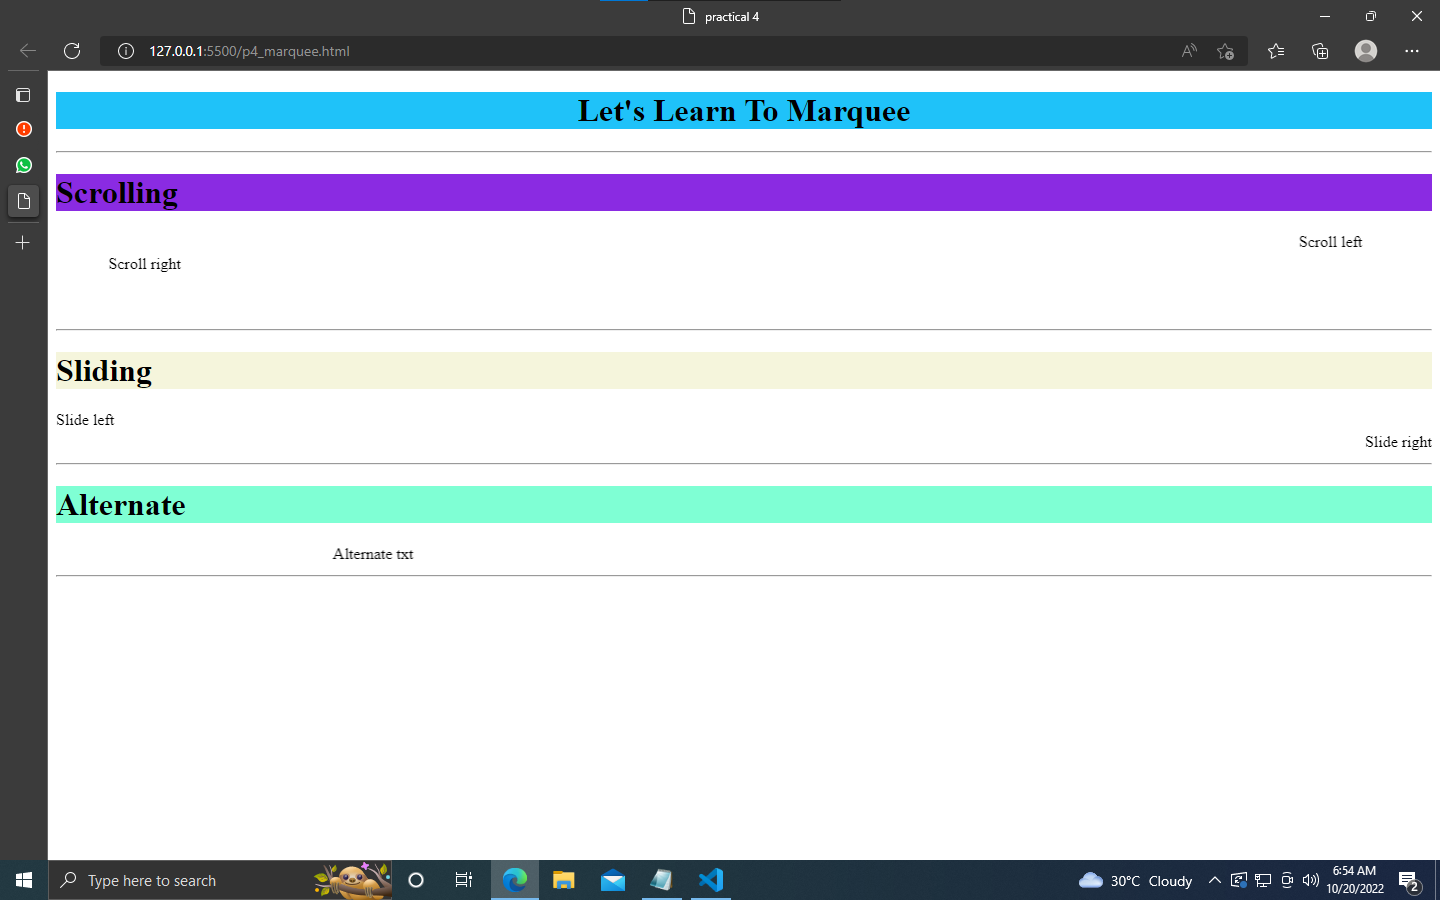 practical 4
127.0.0.1:5500/p4_marquee.html
Let's Learn To Marquee
Scrolling
Scroll left
Scroll right
Sliding
Slide left
Slide right
Alternate
Alternate txt
Type here to search
30°C Cloudy
6:54 AM
10/20/2022
2